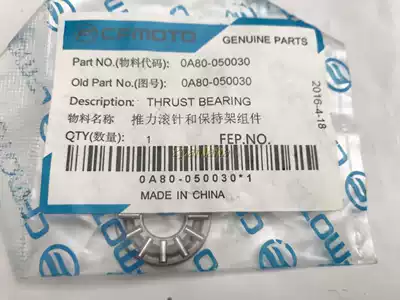 CFMOTO GENUINE PARTS
Part NO.(物料代码): 0A80-050030
Old Part No.(图号): 0A80-050030
Description: THRUST BEARING
物料名称: 推力滚针和保持架组件
QTY(数量): 1 FEP.NO.
2016-4-18
0A80-050030*1
MADE IN CHINA
CFMOTO